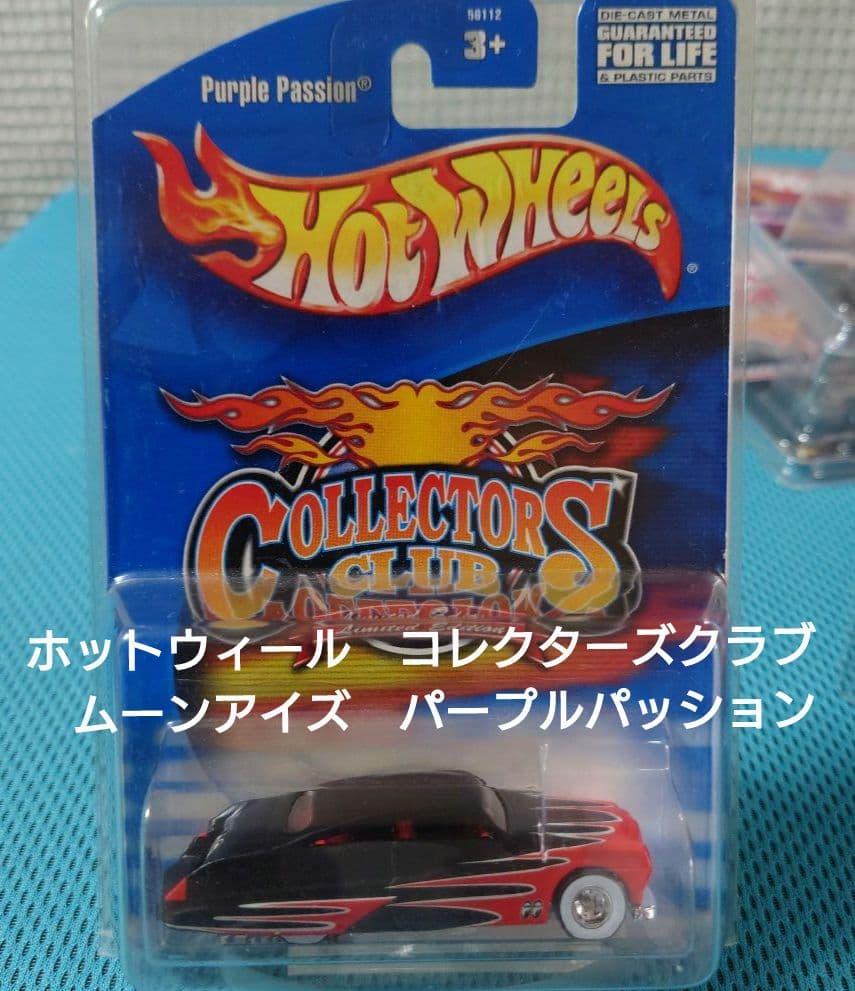 56112
3+
DIE-CAST METAL
GUARANTEED
FOR LIFE
& PLASTIC PARTS
Purple Passion®
HOT WHEELS®
COLLECTORS
CLUB
Limited Edition
ホットウィール　コレクターズクラブ
ムーンアイズ　パープルパッション